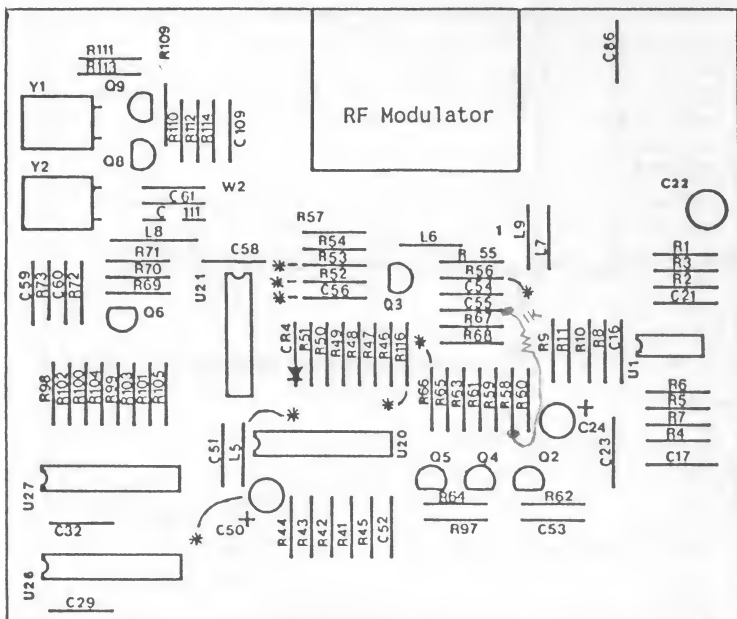 R111
R113
R109
C86
Y1
Q9
RF Modulator
R110
R112
R114
C109
Q8
Y2
W2
C61
C 111
C22
R57
1
L9
L7
L8
R54
L6
R 55
R1
R71
C58
R53
R56
R3
R70
R52
C54
R2
R69
C56
C55
C21
C59
R73
C60
R72
U21
Q3
R67
R68
1K
Q6
CR4
R51
R50
R49
R48
R47
R46
R116
R9
R11
R10
R8
C16
U1
R98
R102
R100
R104
R99
R103
R101
R105
R66
R65
R63
R61
R59
R58
R60
R6
R5
R7
R4
C24
C51
L5
U20
C23
C17
Q5
Q4
Q2
U27
R64
R62
C50
R44
R43
R42
R41
R45
C52
R97
C53
C32
U26
C29